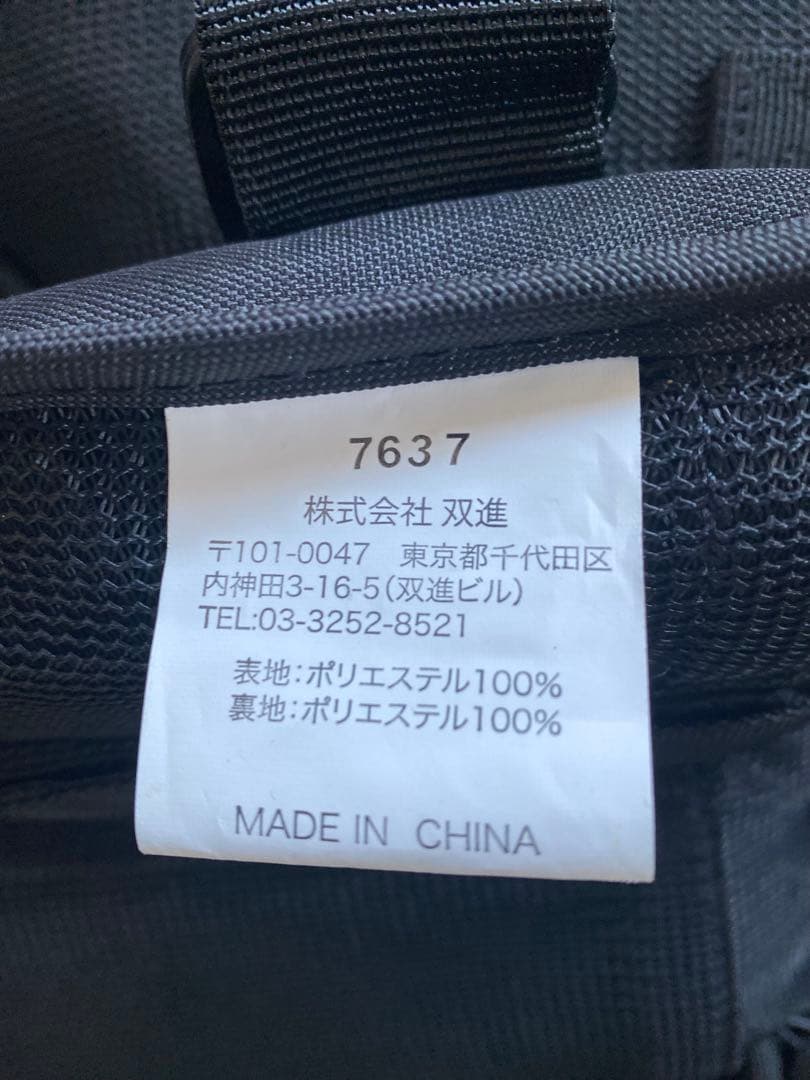 7637
株式会社 双進
〒101-0047 東京都千代田区
内神田3-16-5(双進ビル)
TEL:03-3252-8521
表地:ポリエステル100%
裏地:ポリエステル100%
MADE IN CHINA